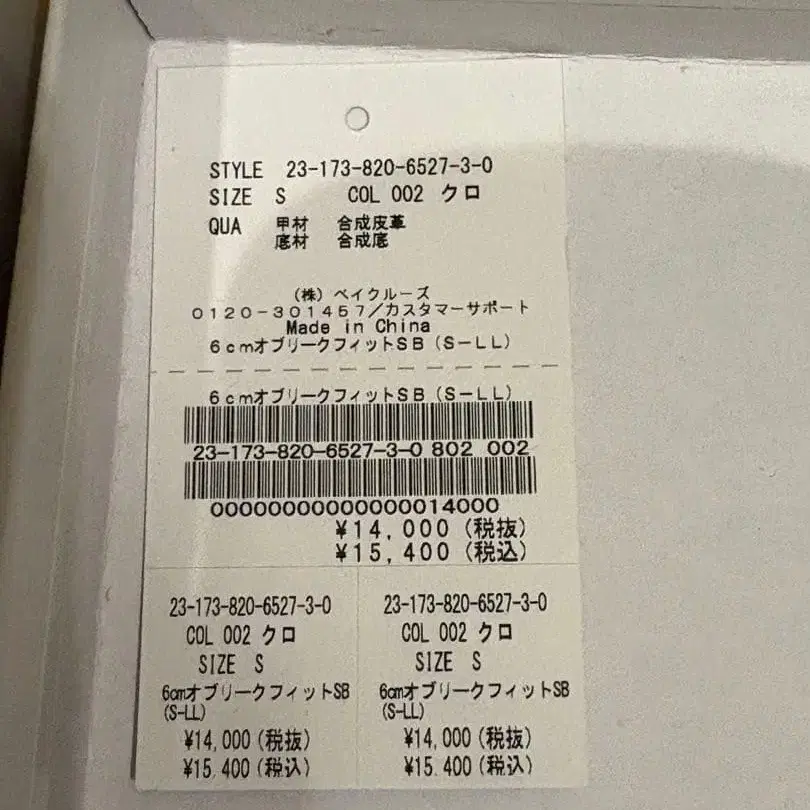 STYLE 23-173-820-6527-3-0
SIZE S COL 002 クロ
QUA 甲材 合成皮革
底材 合成底
(株) ベイクルーズ
0120-301457/カスタマーサポート
Made in China
6cmオブリークフィットSB(S-LL)
6cmオブリークフィットSB(S-LL)
23-173-820-6527-3-0 802 002
00000000000000014000
¥14,000 (税抜)
¥15,400 (税込)
23-173-820-6527-3-0
COL 002 クロ
SIZE S
6cmオブリークフィットSB
(S-LL)
¥14,000 (税抜)
¥15,400 (税込)
23-173-820-6527-3-0
COL 002 クロ
SIZE S
6cmオブリークフィットSB
(S-LL)
¥14,000 (税抜)
¥15,400 (税込)